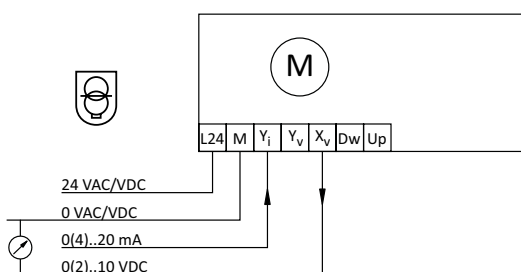 M
L24 M Yi Yv Xv Dw Up
24 VAC/VDC
0 VAC/VDC
0(4)..20 mA
0(2)..10 VDC